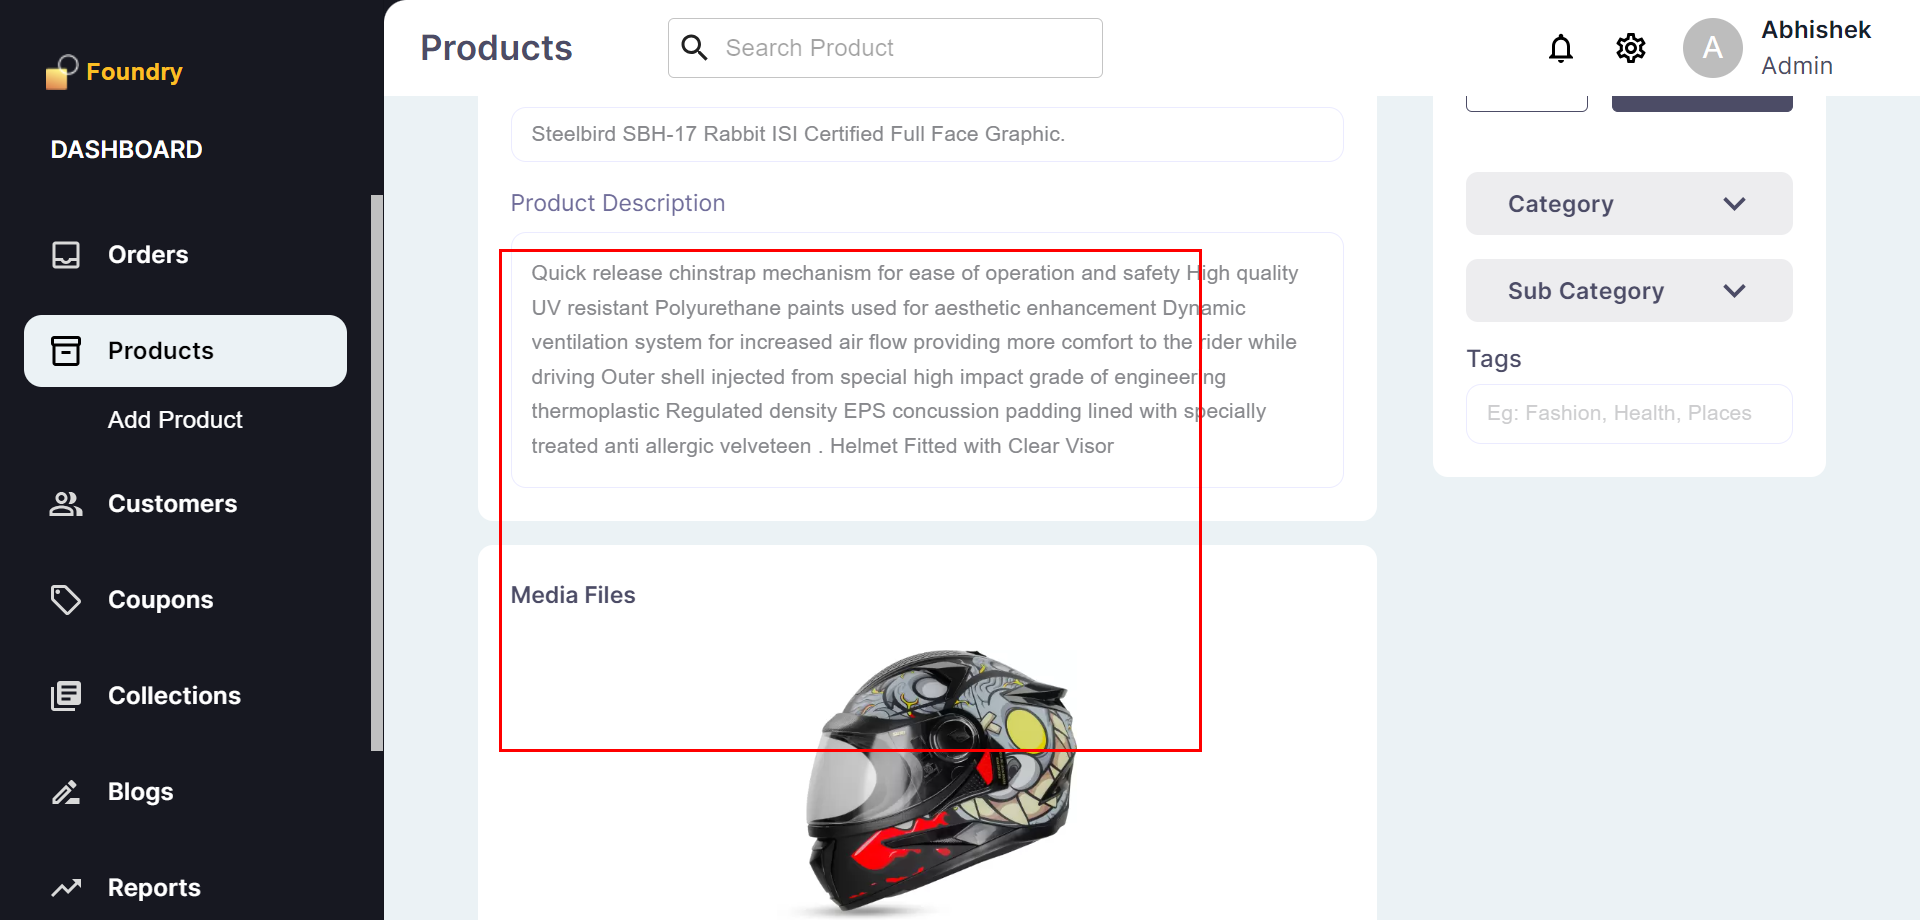 Foundry
DASHBOARD
Orders
Products
Add Product
Customers
Coupons
Collections
Blogs
Reports
Products
Search Product
A
Abhishek
Admin
Steelbird SBH-17 Rabbit ISI Certified Full Face Graphic.
Product Description
Quick release chinstrap mechanism for ease of operation and safety High quality
UV resistant Polyurethane paints used for aesthetic enhancement Dynamic
ventilation system for increased air flow providing more comfort to the rider while
driving Outer shell injected from special high impact grade of engineering
thermoplastic Regulated density EPS concussion padding lined with specially
treated anti allergic velveteen . Helmet Fitted with Clear Visor
Media Files
Category
Sub Category
Tags
Eg: Fashion, Health, Places